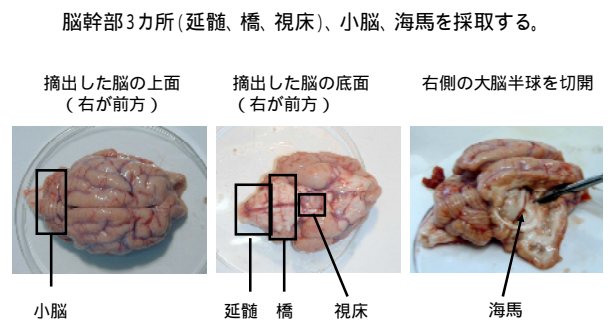 脳幹部3カ所(延髄、橋、視床)、小脳、海馬を採取する。
摘出した脳の上面
(右が前方)
摘出した脳の底面
(右が前方)
右側の大脳半球を切開
小脳
延髄
橋
視床
海馬